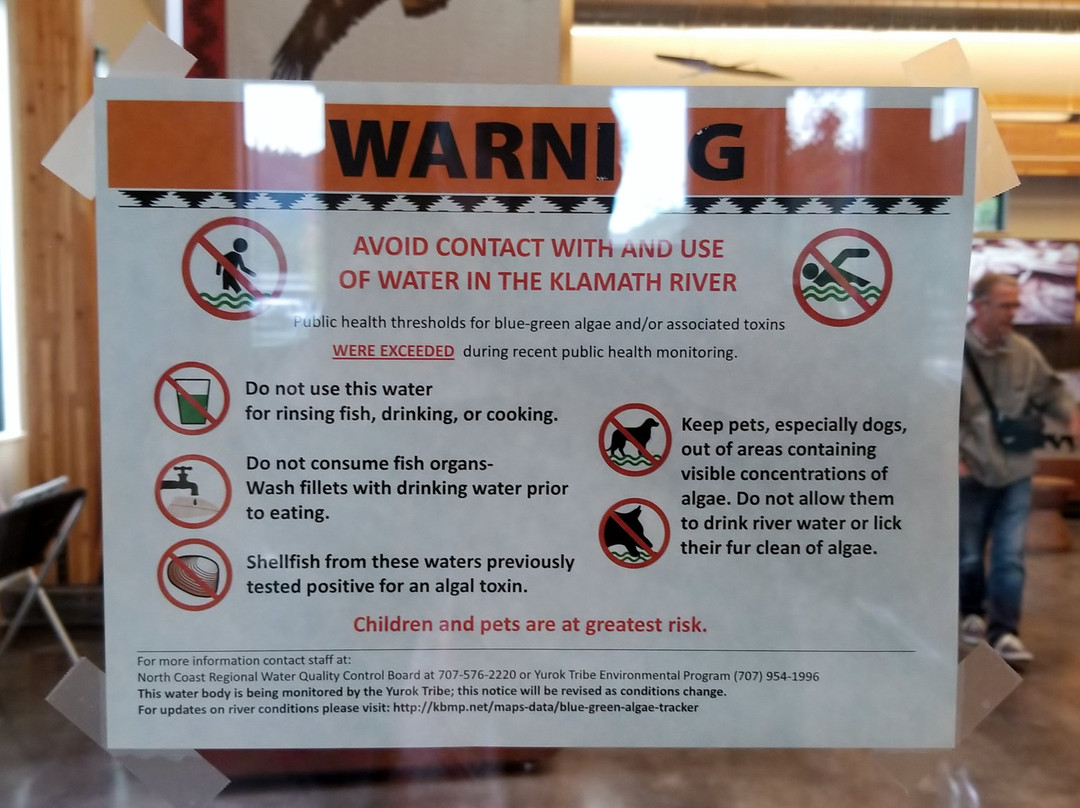 WARNING
AVOID CONTACT WITH AND USE
OF WATER IN THE KLAMATH RIVER
Public health thresholds for blue-green algae and/or associated toxins
WERE EXCEEDED during recent public health monitoring.
Do not use this water
for rinsing fish, drinking, or cooking.
Do not consume fish organs-
Wash fillets with drinking water prior
to eating.
Shellfish from these waters previously
tested positive for an algal toxin.
Keep pets, especially dogs,
out of areas containing
visible concentrations of
algae. Do not allow them
to drink river water or lick
their fur clean of algae.
Children and pets are at greatest risk.
For more information contact staff at:
North Coast Regional Water Quality Control Board at 707-576-2220 or Yurok Tribe Environmental Program (707) 954-1996
This water body is being monitored by the Yurok Tribe; this notice will be revised as conditions change.
For updates on river conditions please visit: http://kbmp.net/maps-data/blue-green-algae-tracker